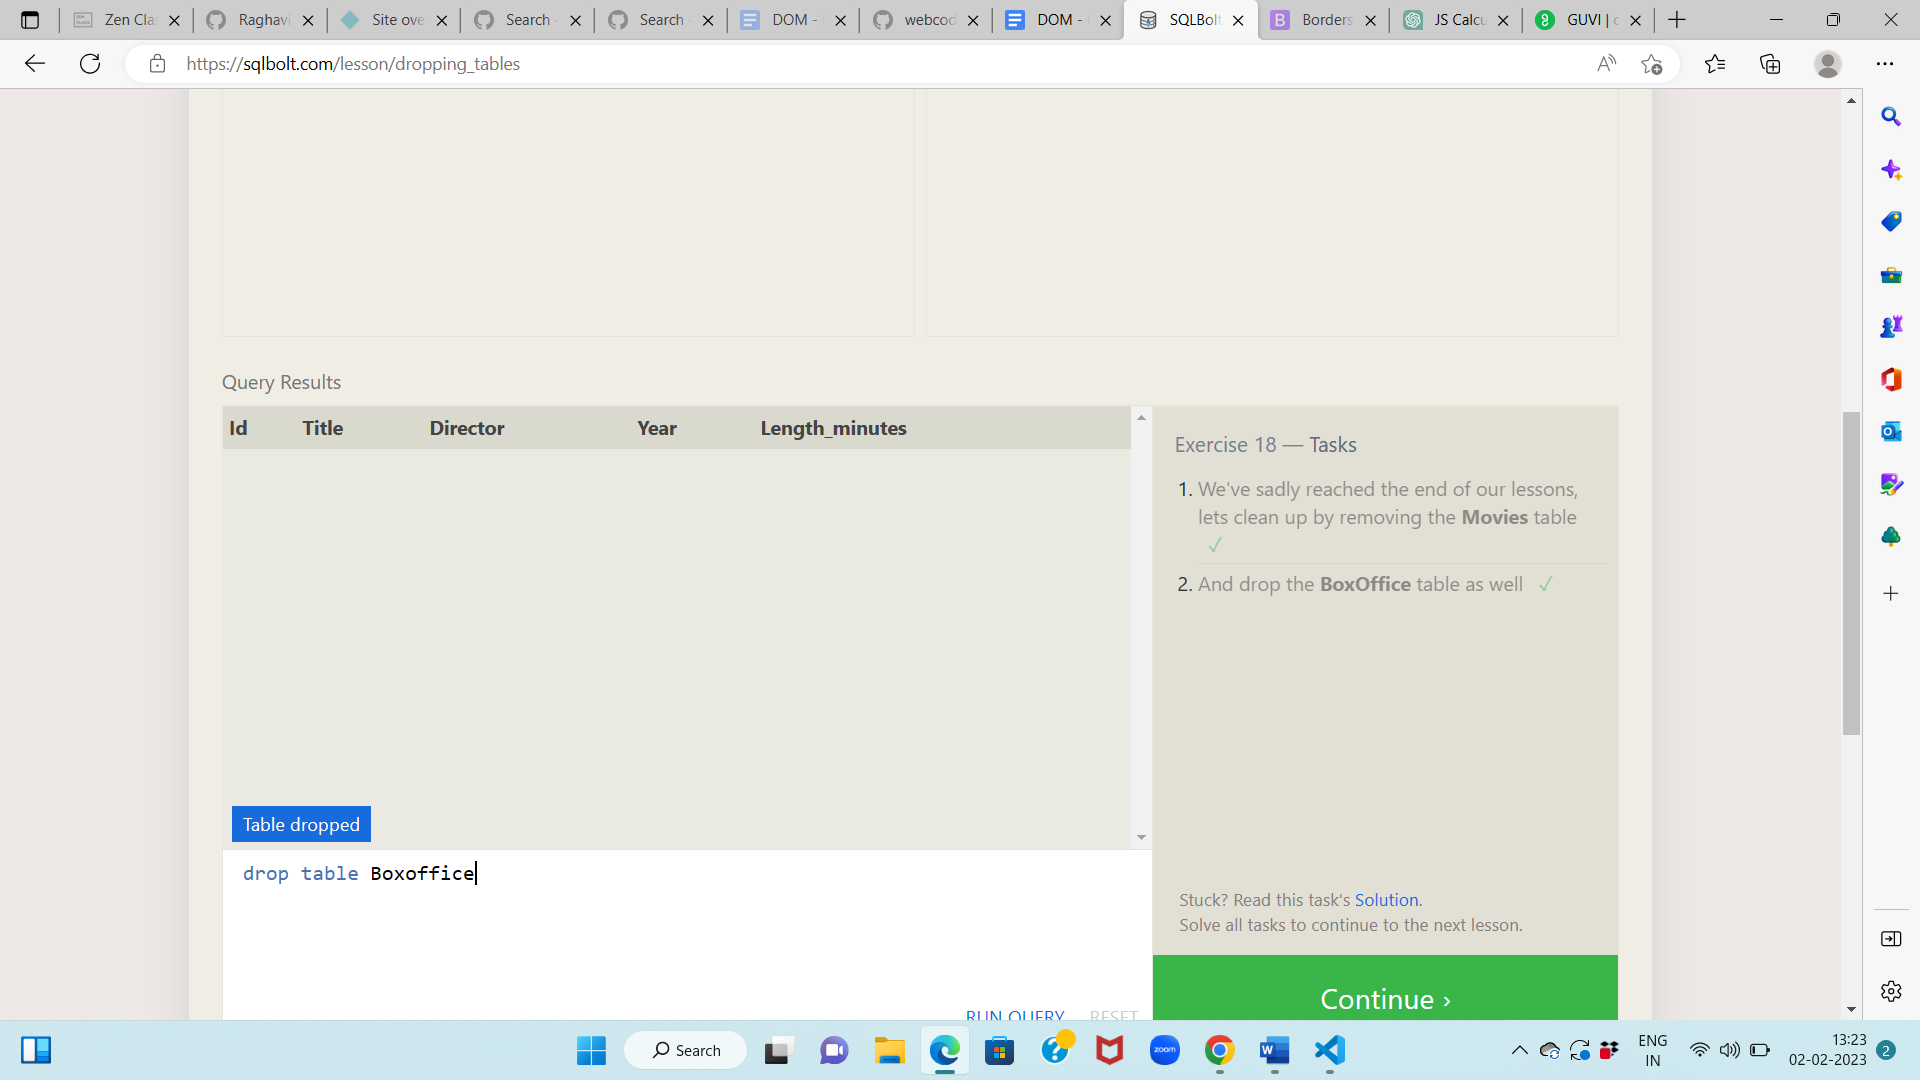 Zen Cla
Raghavi
Site ove
Search
Search
DOM -
webcod
DOM -
SQLBolt
Borders
JS Calcu
GUVI |
https://sqlbolt.com/lesson/dropping_tables
Query Results
Id Title Director Year Length_minutes
Exercise 18 — Tasks
1. We've sadly reached the end of our lessons,
lets clean up by removing the Movies table
✓
2. And drop the BoxOffice table as well ✓
Table dropped
drop table Boxoffice
Stuck? Read this task's Solution.
Solve all tasks to continue to the next lesson.
RUN QUERY RESET
Continue ›
Search
zoom
ENG
IN
13:23
02-02-2023
2